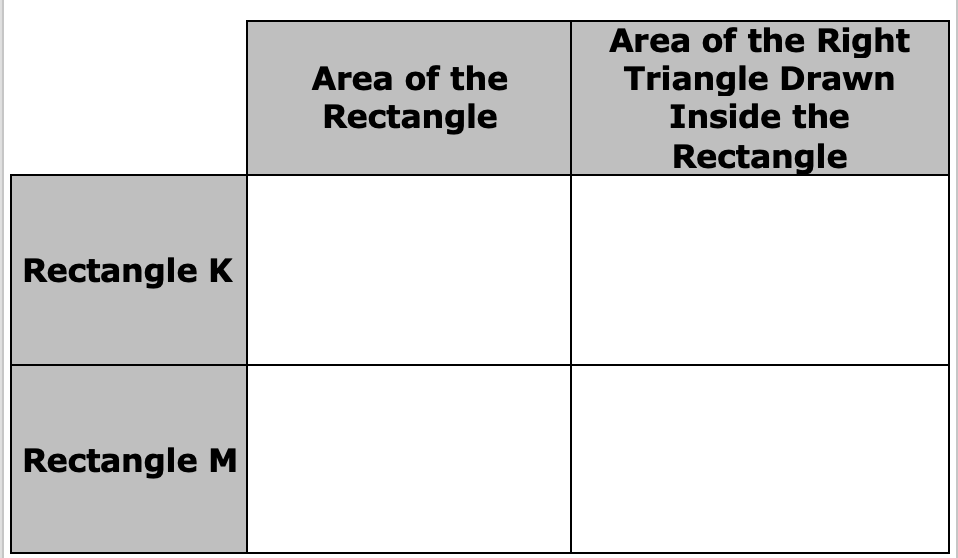 Area of the
Rectangle
Area of the Right
Triangle Drawn
Inside the
Rectangle
Rectangle K
Rectangle M